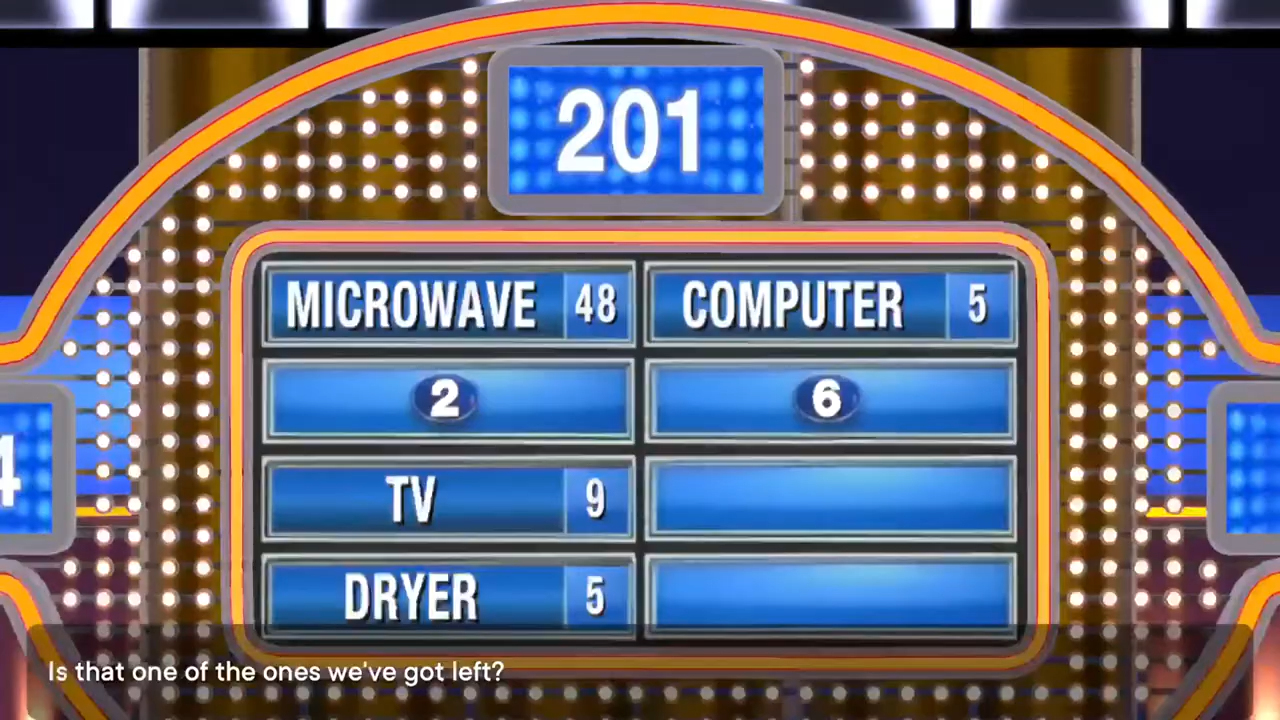 201
MICROWAVE 48
COMPUTER 5
2
6
TV 9
DRYER 5
4
Is that one of the ones we've got left?